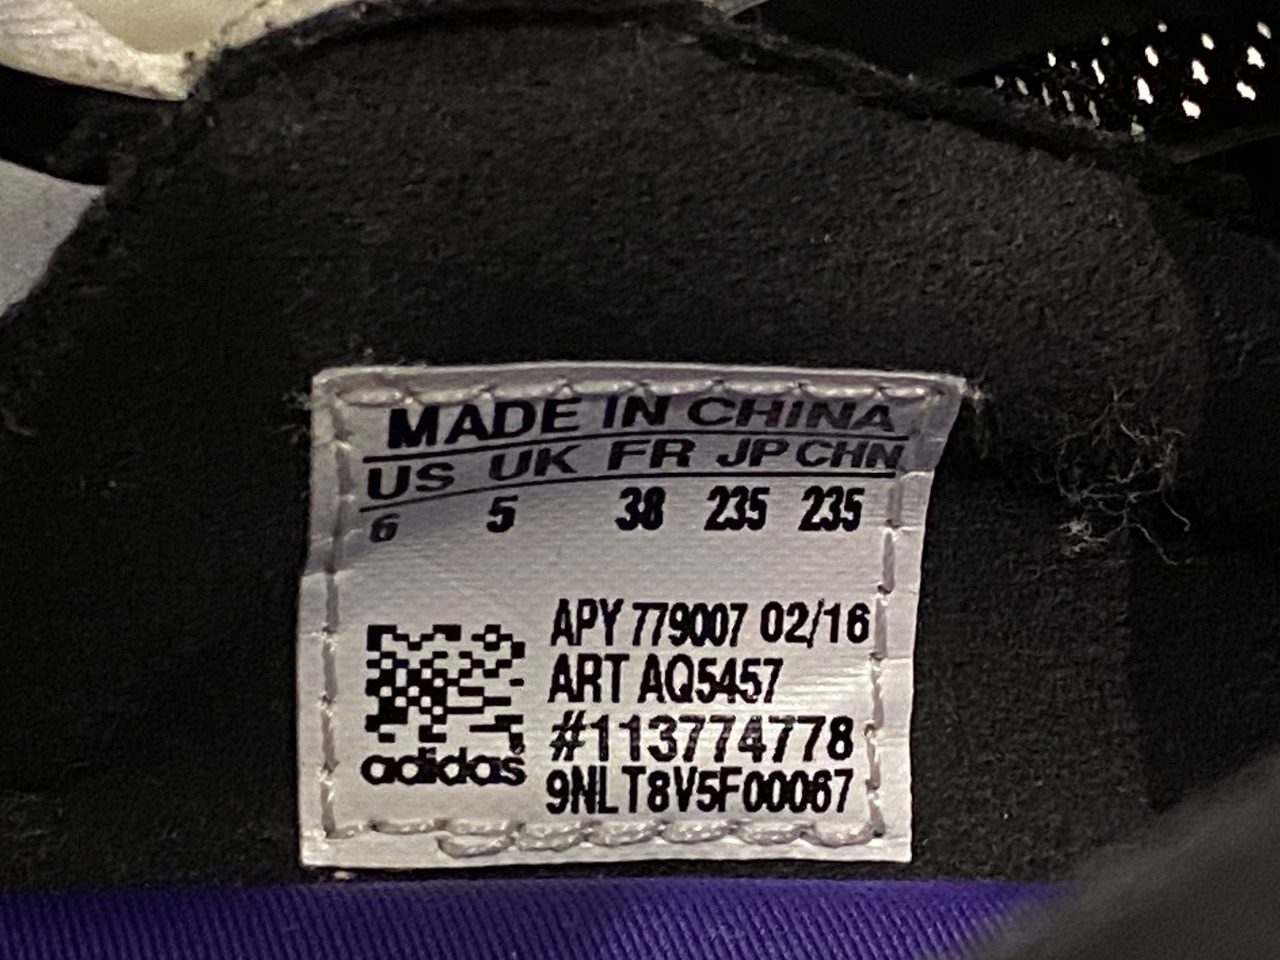 MADE IN CHINA
US UK FR JP CHN
6 5 38 235 235
APY 779007 02/16
ART AQ5457
#113774778
adidas®
9NLT8V5F00067